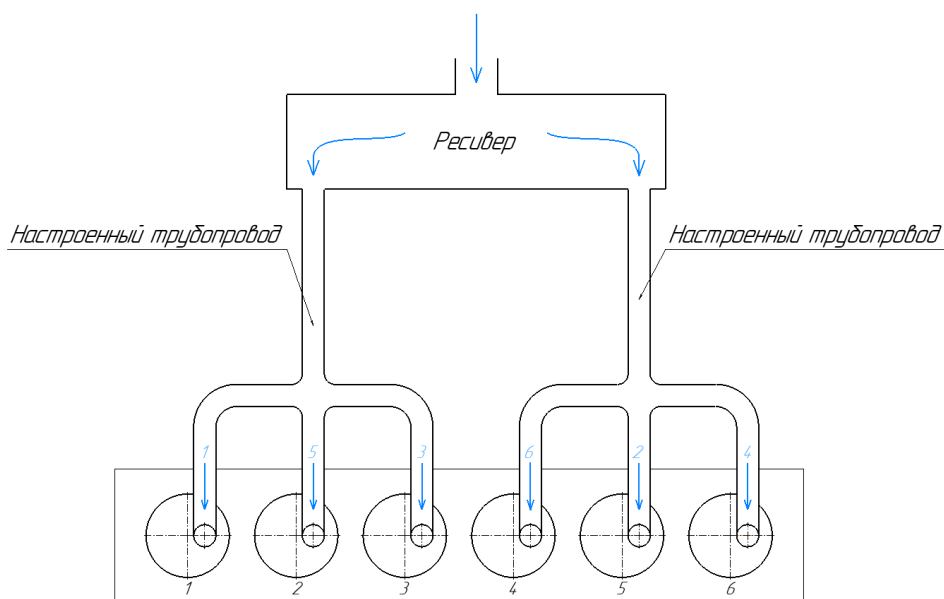 Ресивер
Настроенный трубопровод
Настроенный трубопровод
1 5 3 6 2 4
1 2 3 4 5 6